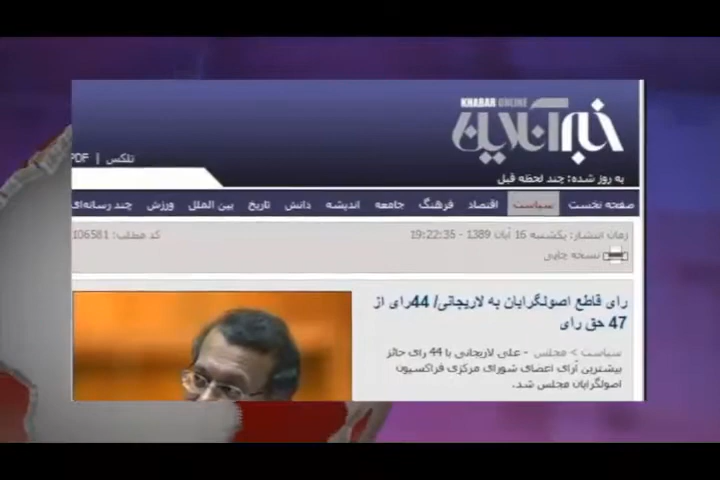 KHABAR ONLINE
خبرآنلاین
تلکس | PDF
به روز شده: چند لحظه قبل
صفحه نخست سیاست اقتصاد فرهنگ جامعه اندیشه دانش تاریخ بین الملل ورزش چند رسانه‌ای
زمان انتشار: یکشنبه 16 آبان 1389 - 19:22:35
کد مطلب: 106581
نسخه چاپی
رای قاطع اصولگرایان به لاریجانی/ 44رای از
47 حق رای
سیاست > مجلس - علی لاریجانی با 44 رای حائز
بیشترین آرای اعضای شورای مرکزی فراکسیون
اصولگرایان مجلس شد.